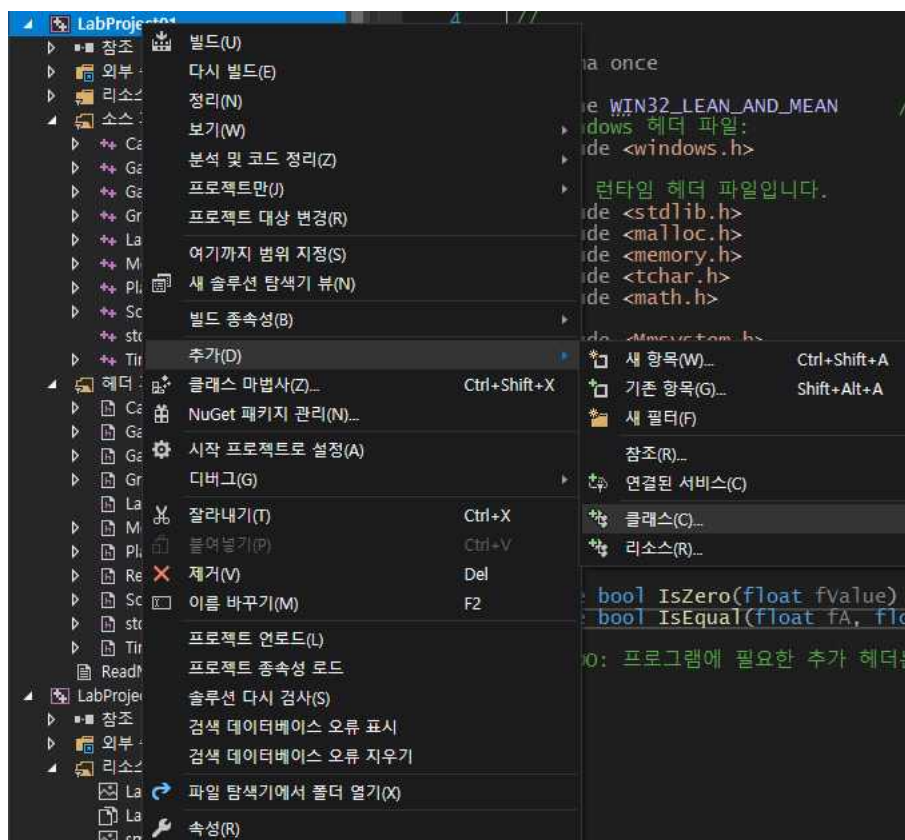 LabProject01
참조
외부
리소스
소스
Ca
Ga
Ga
Gr
La
M
Pl
Sc
std
Tir
헤더
Ca
Ga
Ga
Gr
La
M
Pl
Re
Sc
std
Tir
ReadM
LabProje
참조
외부
리소스
La
La
빌드(U)
다시 빌드(E)
정리(N)
보기(W)
분석 및 코드 정리(Z)
프로젝트만(J)
프로젝트 대상 변경(R)
여기까지 범위 지정(S)
새 솔루션 탐색기 뷰(N)
빌드 종속성(B)
추가(D)
클래스 마법사(Z)... Ctrl+Shift+X
NuGet 패키지 관리(N)...
시작 프로젝트로 설정(A)
디버그(G)
잘라내기(T) Ctrl+X
붙여넣기(P) Ctrl+V
제거(V) Del
이름 바꾸기(M) F2
프로젝트 언로드(L)
프로젝트 종속성 로드
솔루션 다시 검사(S)
검색 데이터베이스 오류 표시
검색 데이터베이스 오류 지우기
파일 탐색기에서 폴더 열기(X)
속성(R)
4 //
na once
e WIN32_LEAN_AND_MEAN /
dows 헤더 파일:
de <windows.h>
런타임 헤더 파일입니다.
de <stdlib.h>
de <malloc.h>
de <memory.h>
de <tchar.h>
de <math.h>
de <Mmsystem.h>
새 항목(W)... Ctrl+Shift+A
기존 항목(G)... Shift+Alt+A
새 필터(F)
참조(R)...
연결된 서비스(C)
클래스(C)...
리소스(R)...
e bool IsZero(float fValue)
e bool IsEqual(float fA, flo
DO: 프로그램에 필요한 추가 헤더는